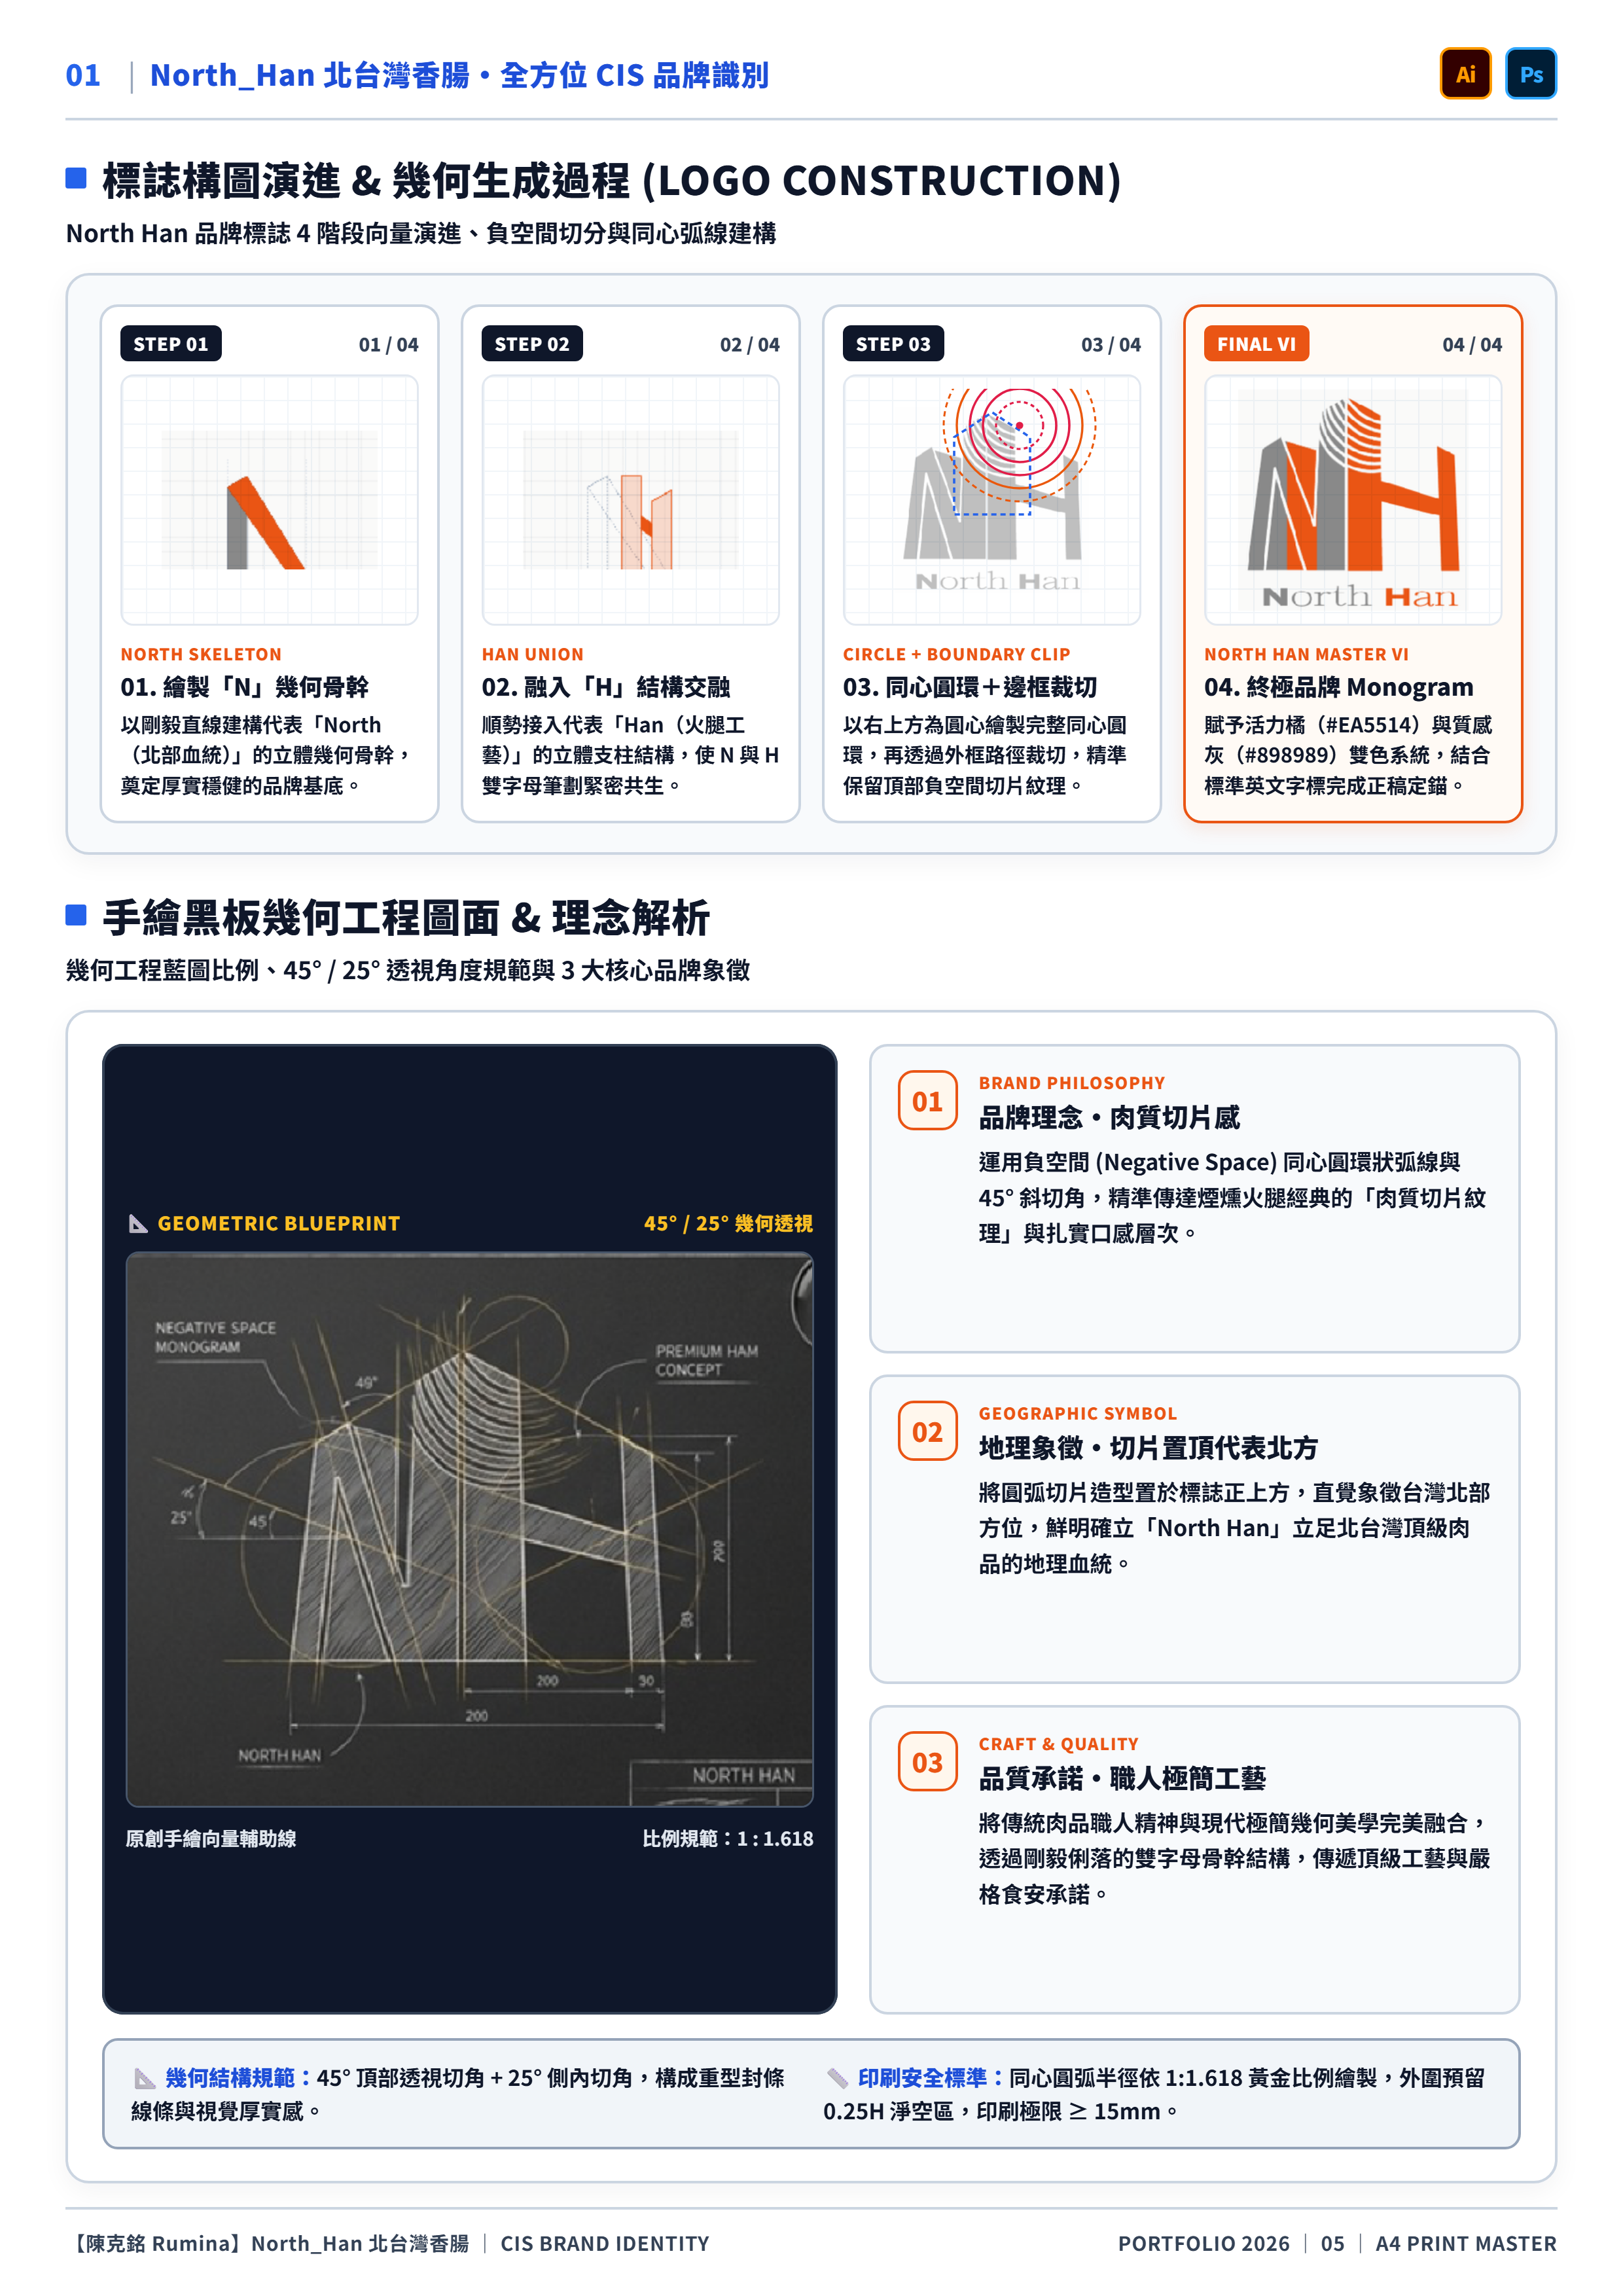 01 | North_Han 北台灣香腸・全方位 CIS 品牌識別
Ai Ps
標誌構圖演進 & 幾何生成過程 (LOGO CONSTRUCTION)
North Han 品牌標誌 4 階段向量演進、負空間切分與同心弧線建構
STEP 01 01 / 04
NORTH SKELETON
01. 繪製「N」幾何骨幹
以剛毅直線建構代表「North
（北部血統）」的立體幾何骨幹，
奠定厚實穩健的品牌基底。
STEP 02 02 / 04
HAN UNION
02. 融入「H」結構交融
順勢接入代表「Han（火腿工
藝）」的立體支柱結構，使 N 與 H
雙字母筆劃緊密共生。
STEP 03 03 / 04
North Han
CIRCLE + BOUNDARY CLIP
03. 同心圓環＋邊框裁切
以右上方為圓心繪製完整同心圓
環，再透過外框路徑裁切，精準
保留頂部負空間切片紋理。
FINAL VI 04 / 04
North Han
NORTH HAN MASTER VI
04. 終極品牌 Monogram
賦予活力橘（#EA5514）與質感
灰（#898989）雙色系統，結合
標準英文字標完成正稿定錨。
手繪黑板幾何工程圖面 & 理念解析
幾何工程藍圖比例、45° / 25° 透視角度規範與 3 大核心品牌象徵
GEOMETRIC BLUEPRINT 45° / 25° 幾何透視
NEGATIVE SPACE
MONOGRAM
PREMIUM HAM
CONCEPT
49°
25°
45
200
50
200
NORTH HAN
NORTH HAN
原創手繪向量輔助線 比例規範：1 : 1.618
01
BRAND PHILOSOPHY
品牌理念・肉質切片感
運用負空間 (Negative Space) 同心圓環狀弧線與
45° 斜切角，精準傳達煙燻火腿經典的「肉質切片紋
理」與扎實口感層次。
02
GEOGRAPHIC SYMBOL
地理象徵・切片置頂代表北方
將圓弧切片造型置於標誌正上方，直覺象徵台灣北部
方位，鮮明確立「North Han」立足北台灣頂級肉
品的地理血統。
03
CRAFT & QUALITY
品質承諾・職人極簡工藝
將傳統肉品職人精神與現代極簡幾何美學完美融合，
透過剛毅俐落的雙字母骨幹結構，傳遞頂級工藝與嚴
格食安承諾。
幾何結構規範：45° 頂部透視切角 + 25° 側內切角，構成重型封條
線條與視覺厚實感。
印刷安全標準：同心圓弧半徑依 1:1.618 黃金比例繪製，外圍預留
0.25H 淨空區，印刷極限 ≥ 15mm。
【陳克銘 Rumina】North_Han 北台灣香腸 | CIS BRAND IDENTITY
PORTFOLIO 2026 | 05 | A4 PRINT MASTER